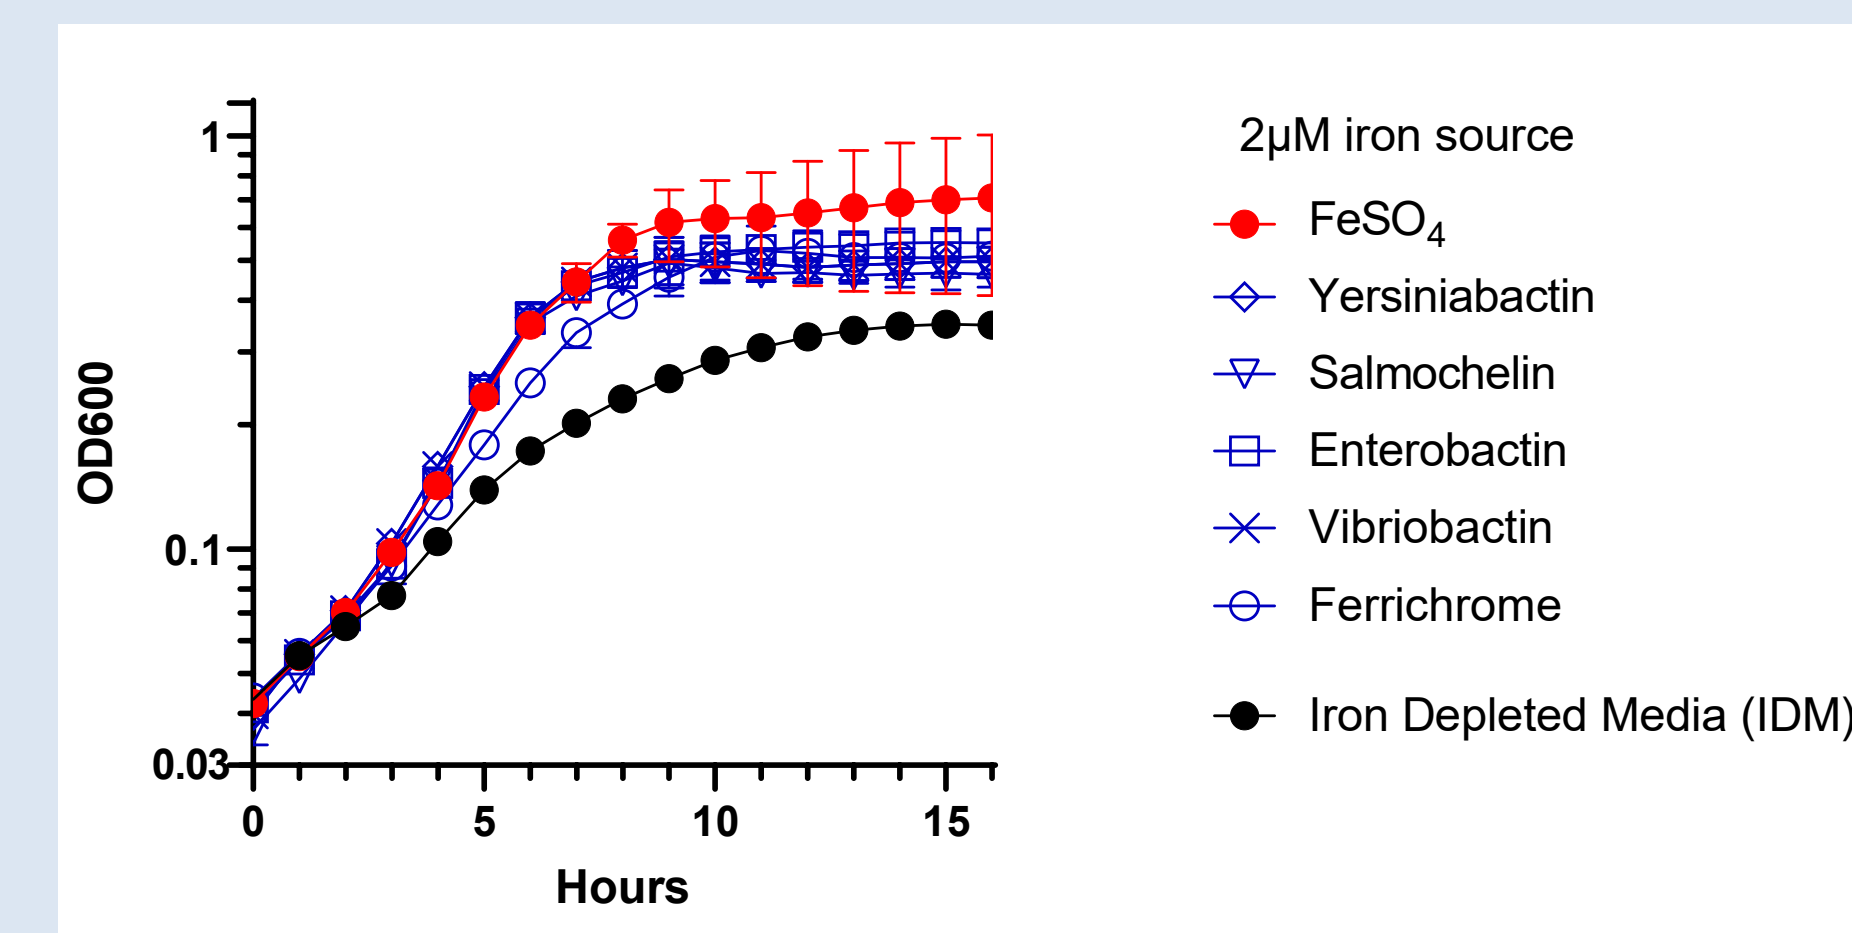 1
0.1
0.03
OD600
0 5 10 15
Hours
2µM iron source
FeSO4
Yersiniabactin
Salmochelin
Enterobactin
Vibriobactin
Ferrichrome
Iron Depleted Media (IDM)